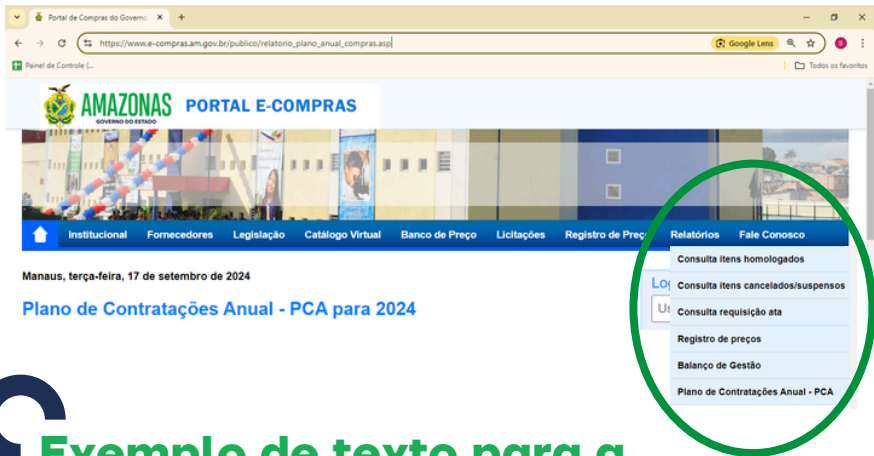 Portal de Compras do Governo
https://www.e-compras.am.gov.br/publico/relatorio_plano_anual_compras.asp
Google Lens
B
Painel de Controle (...
Todos os favoritos
AMAZONAS
GOVERNO DO ESTADO
PORTAL E-COMPRAS
Institucional Fornecedores Legislação Catálogo Virtual Banco de Preço Licitações Registro de Preço Relatórios Fale Conosco
Manaus, terça-feira, 17 de setembro de 2024
Plano de Contratações Anual - PCA para 2024
Consulta itens homologados
Consulta itens cancelados/suspensos
Consulta requisição ata
Registro de preços
Balanço de Gestão
Plano de Contratações Anual - PCA
Exemplo de texto para a